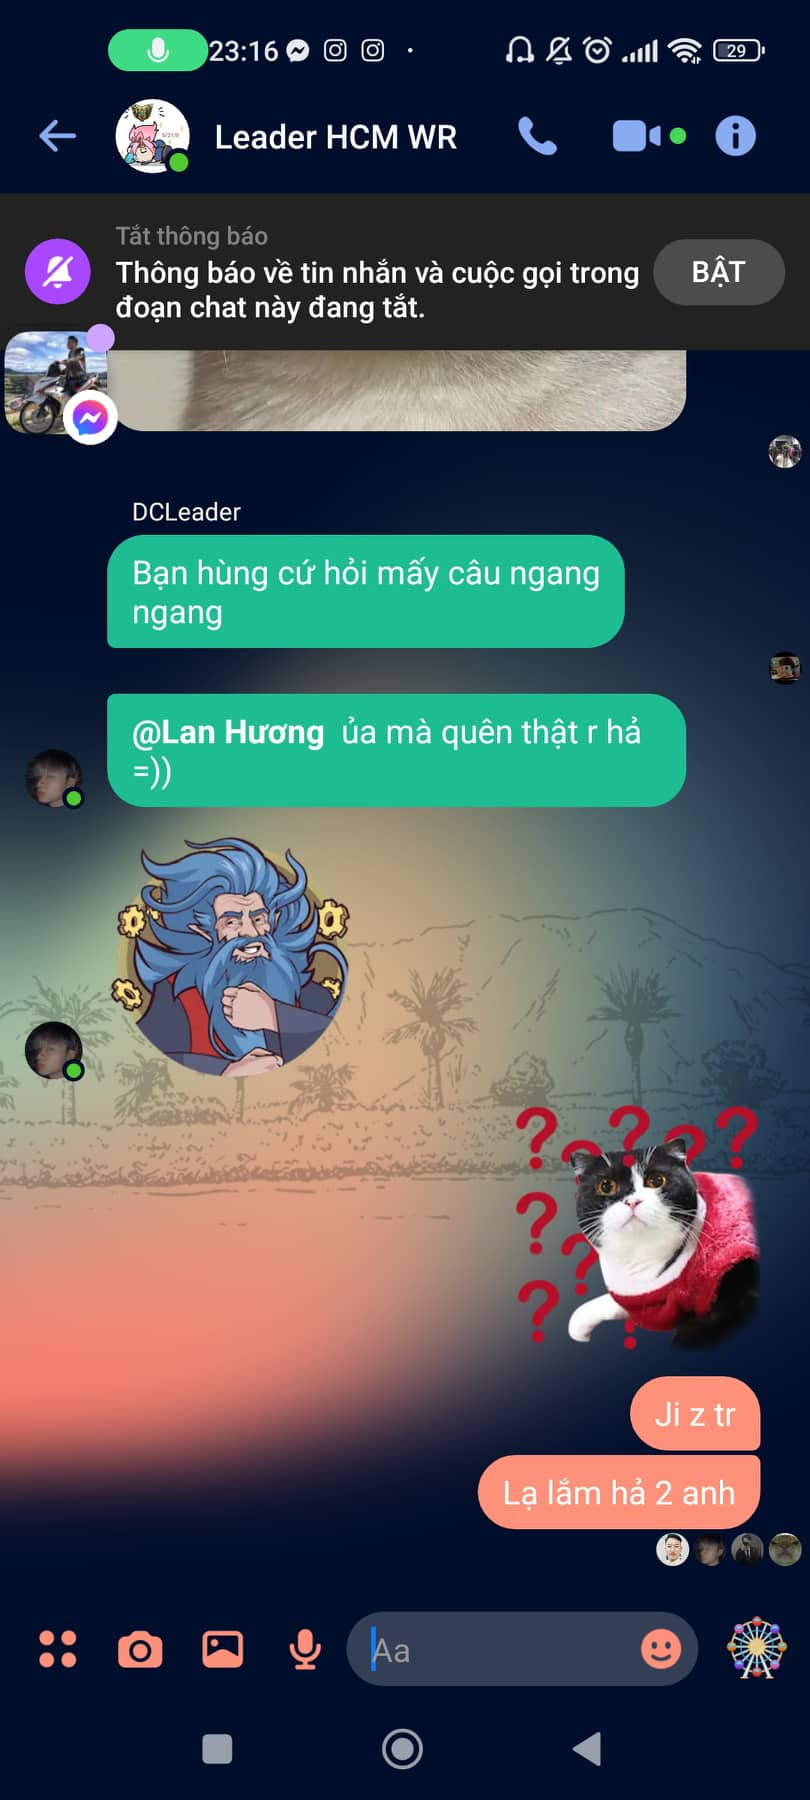 23:16
29
Leader HCM WR
Tắt thông báo
Thông báo về tin nhắn và cuộc gọi trong
đoạn chat này đang tắt.
BẬT
DCLeader
Bạn hùng cứ hỏi mấy câu ngang
ngang
@Lan Hương ủa mà quên thật r hả
=))
? ? ? ? ?
?
?
?
?
Ji z tr
Lạ lắm hả 2 anh
Aa